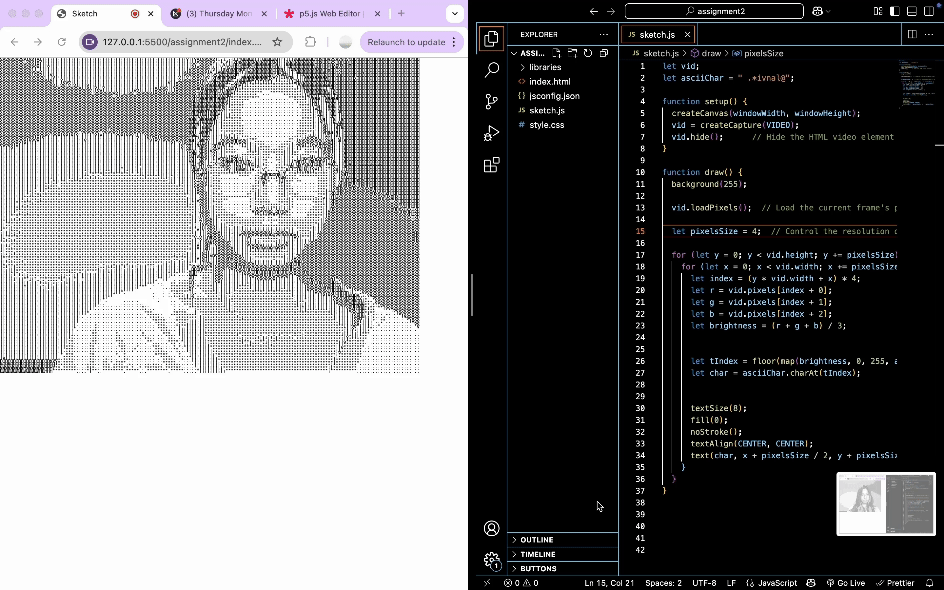 Sketch
(3) Thursday Mor
p5.js Web Editor |
127.0.0.1:5500/assignment2/index....
Relaunch to update
assignment2
EXPLORER
ASSI...
libraries
index.html
jsconfig.json
JS sketch.js
style.css
OUTLINE
TIMELINE
BUTTONS
JS sketch.js
JS sketch.js > draw > pixelsSize
1 let vid;
2 let asciiChar = " .*ivnal@";
3
4 function setup() {
5 createCanvas(windowWidth, windowHeight);
6 vid = createCapture(VIDEO);
7 vid.hide(); // Hide the HTML video element
8 }
9
10 function draw() {
11 background(255);
12
13 vid.loadPixels(); // Load the current frame's p
14
15 let pixelsSize = 4; // Control the resolution o
16
17 for (let y = 0; y < vid.height; y += pixelsSize)
18 for (let x = 0; x < vid.width; x += pixelsSize
19 let index = (y * vid.width + x) * 4;
20 let r = vid.pixels[index + 0];
21 let g = vid.pixels[index + 1];
22 let b = vid.pixels[index + 2];
23 let brightness = (r + g + b) / 3;
24
25
26 let tIndex = floor(map(brightness, 0, 255, a
27 let char = asciiChar.charAt(tIndex);
28
29
30 textSize(8);
31 fill(0);
32 noStroke();
33 textAlign(CENTER, CENTER);
34 text(char, x + pixelsSize / 2, y + pixelsSiz
35 }
36 }
37 }
38
39
40
41
42
1
0 0
Ln 15, Col 21
Spaces: 2
UTF-8
LF
{} JavaScript
Go Live
Prettier